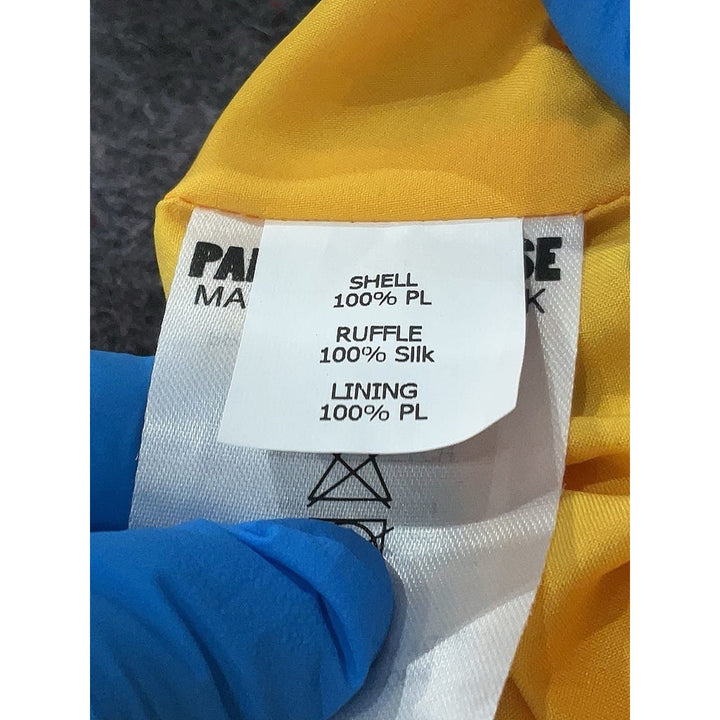 SHELL
100% PL
RUFFLE
100% Silk
LINING
100% PL